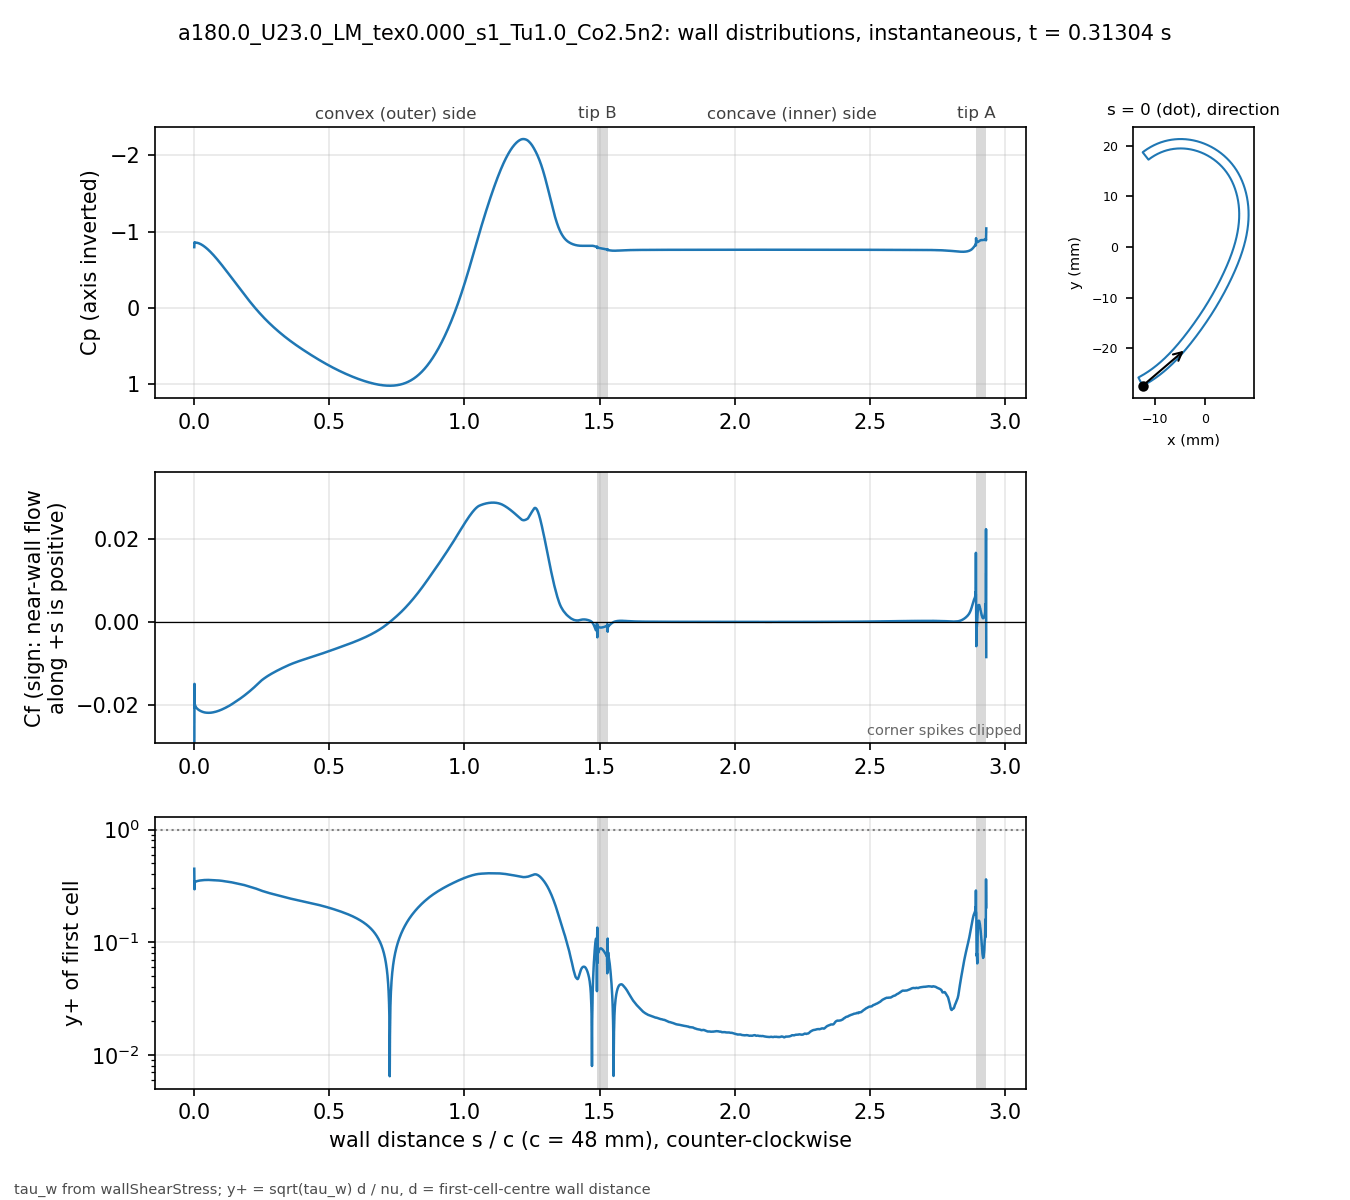 a180.0_U23.0_LM_tex0.000_s1_Tu1.0_Co2.5n2: wall distributions, instantaneous, t = 0.31304 s
convex (outer) side
tip B
concave (inner) side
tip A
Cp (axis inverted)
−2
−1
0
1
0.0
0.5
1.0
1.5
2.0
2.5
3.0
s = 0 (dot), direction
y (mm)
20
10
0
−10
−20
−10
0
x (mm)
Cf (sign: near-wall flow
along +s is positive)
0.02
0.00
−0.02
corner spikes clipped
0.0
0.5
1.0
1.5
2.0
2.5
3.0
y+ of first cell
10⁰
10⁻¹
10⁻²
0.0
0.5
1.0
1.5
2.0
2.5
3.0
wall distance s / c (c = 48 mm), counter-clockwise
tau_w from wallShearStress; y+ = sqrt(tau_w) d / nu, d = first-cell-centre wall distance